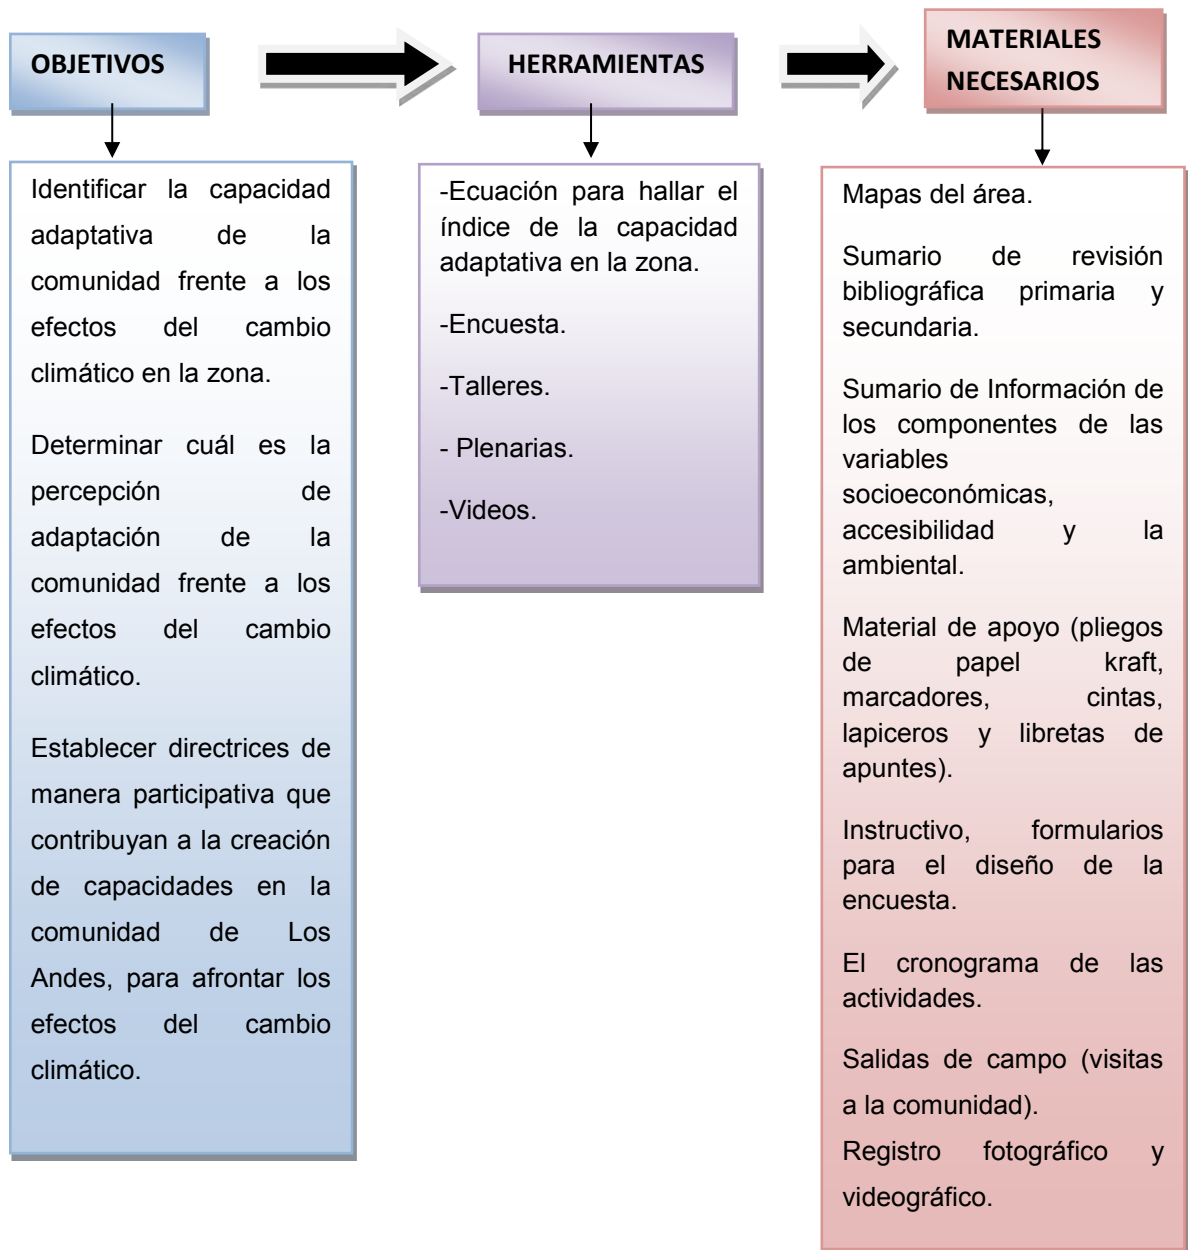 OBJETIVOS
HERRAMIENTAS
MATERIALES
NECESARIOS
Identificar la capacidad
adaptativa de la
comunidad frente a los
efectos del cambio
climático en la zona.
Determinar cuál es la
percepción de
adaptación de la
comunidad frente a los
efectos del cambio
climático.
Establecer directrices de
manera participativa que
contribuyan a la creación
de capacidades en la
comunidad de Los
Andes, para afrontar los
efectos del cambio
climático.
-Ecuación para hallar el
índice de la capacidad
adaptativa en la zona.
-Encuesta.
-Talleres.
- Plenarias.
-Videos.
Mapas del área.
Sumario de revisión
bibliográfica primaria y
secundaria.
Sumario de Información de
los componentes de las
variables
socioeconómicas,
accesibilidad y la
ambiental.
Material de apoyo (pliegos
de papel kraft,
marcadores, cintas,
lapiceros y libretas de
apuntes).
Instructivo, formularios
para el diseño de la
encuesta.
El cronograma de las
actividades.
Salidas de campo (visitas
a la comunidad).
Registro fotográfico y
videográfico.